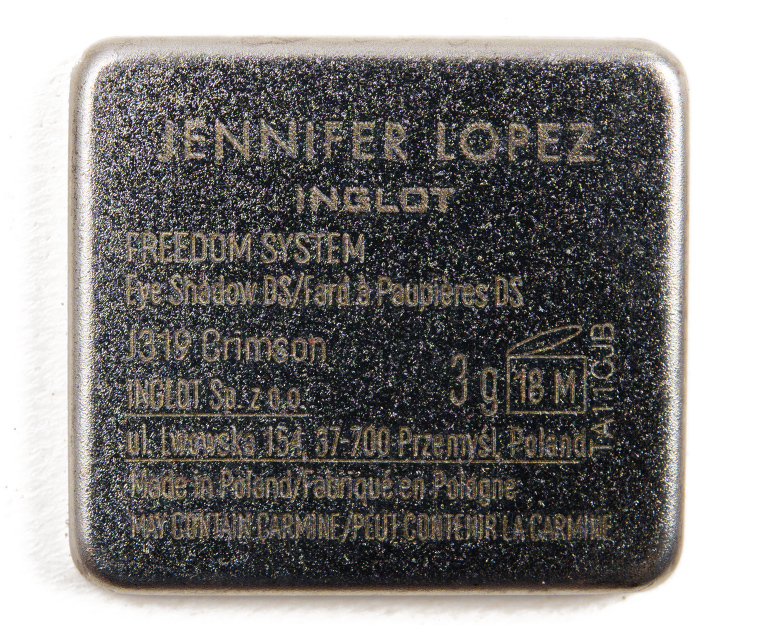 JENNIFER LOPEZ
INGLOT
FREEDOM SYSTEM
Eye Shadow DS/Fard à Paupières DS
J319 Crimson
3 g
18 M
INGLOT Sp. z o.o.
ul. Lwowska 154, 37-700 Przemyśl, Poland
Made in Poland/Fabriqué en Pologne
MAY CONTAIN CARMINE/PEUT CONTENIR LA CARMINE